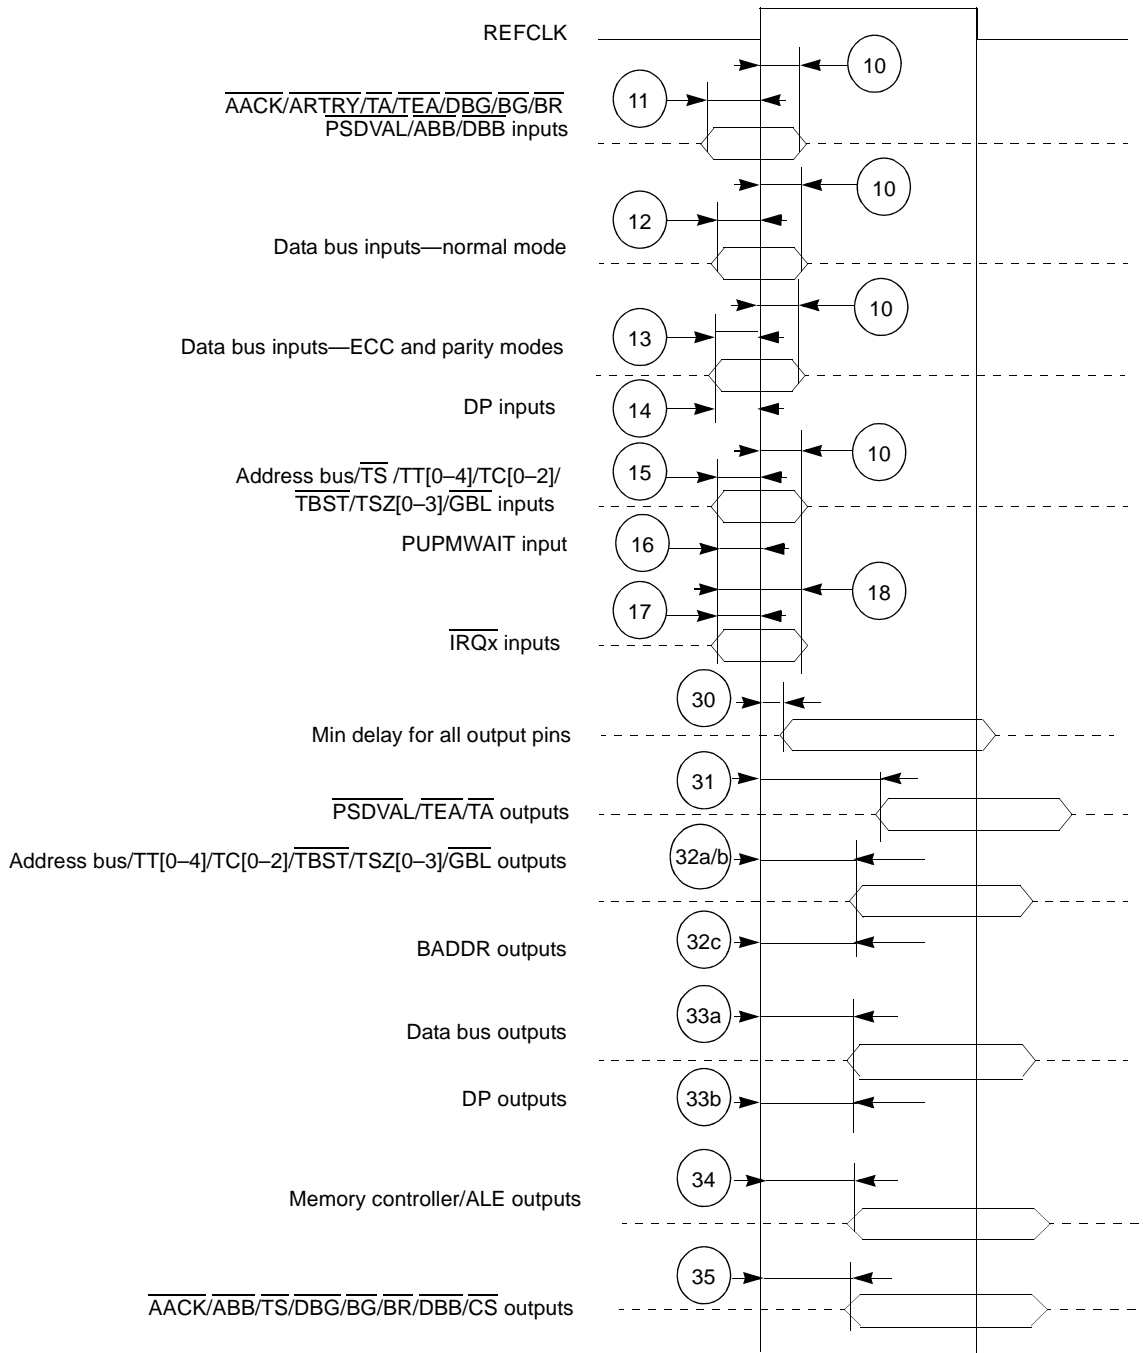 REFCLK
10
11
AACK/ARTRY/TA/TEA/DBG/BG/BR
PSDVAL/ABB/DBB inputs
10
12
Data bus inputs—normal mode
10
13
Data bus inputs—ECC and parity modes
DP inputs
14
10
15
Address bus/TS /TT[0–4]/TC[0–2]/
TBST/TSZ[0–3]/GBL inputs
PUPMWAIT input
16
18
17
IRQx inputs
30
Min delay for all output pins
31
PSDVAL/TEA/TA outputs
32a/b
Address bus/TT[0–4]/TC[0–2]/TBST/TSZ[0–3]/GBL outputs
32c
BADDR outputs
33a
Data bus outputs
DP outputs
33b
34
Memory controller/ALE outputs
35
AACK/ABB/TS/DBG/BG/BR/DBB/CS outputs